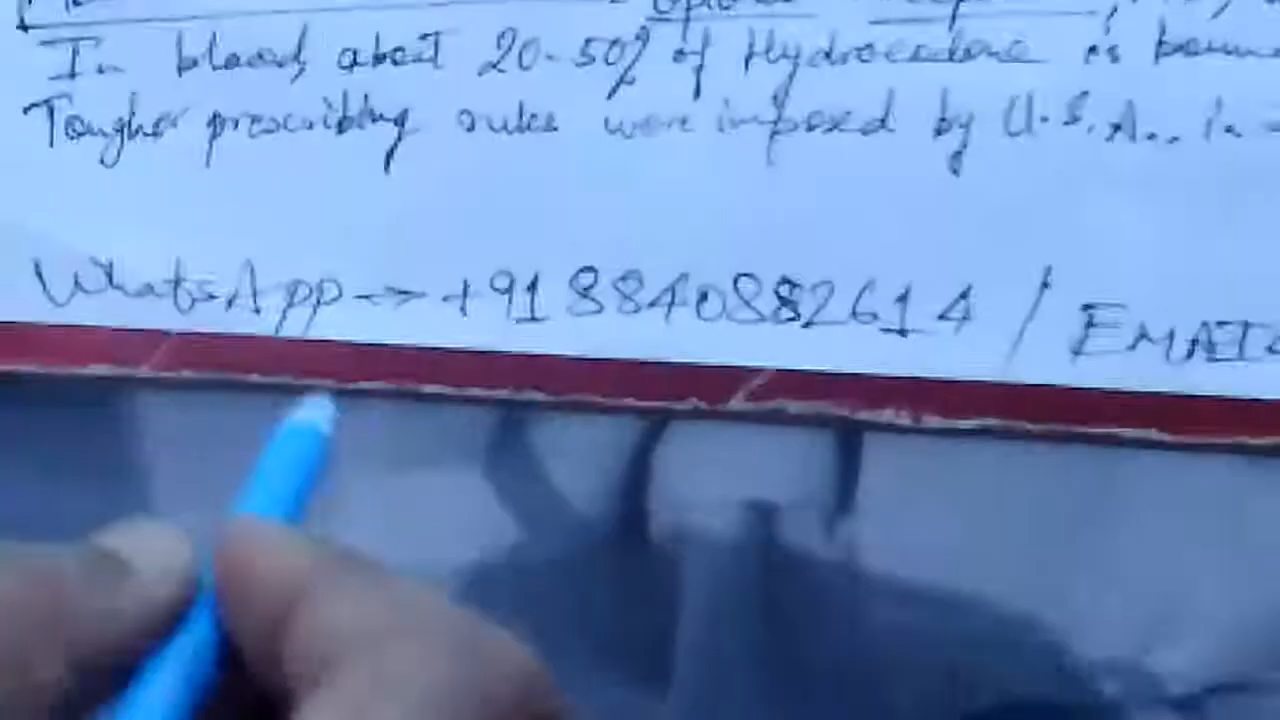 In blood, about 20-50% of Hydrocodone is
Tougher prescribing rules were imposed by U.S.A.. in
WhatsApp → +91 8840882614 / EMAIL